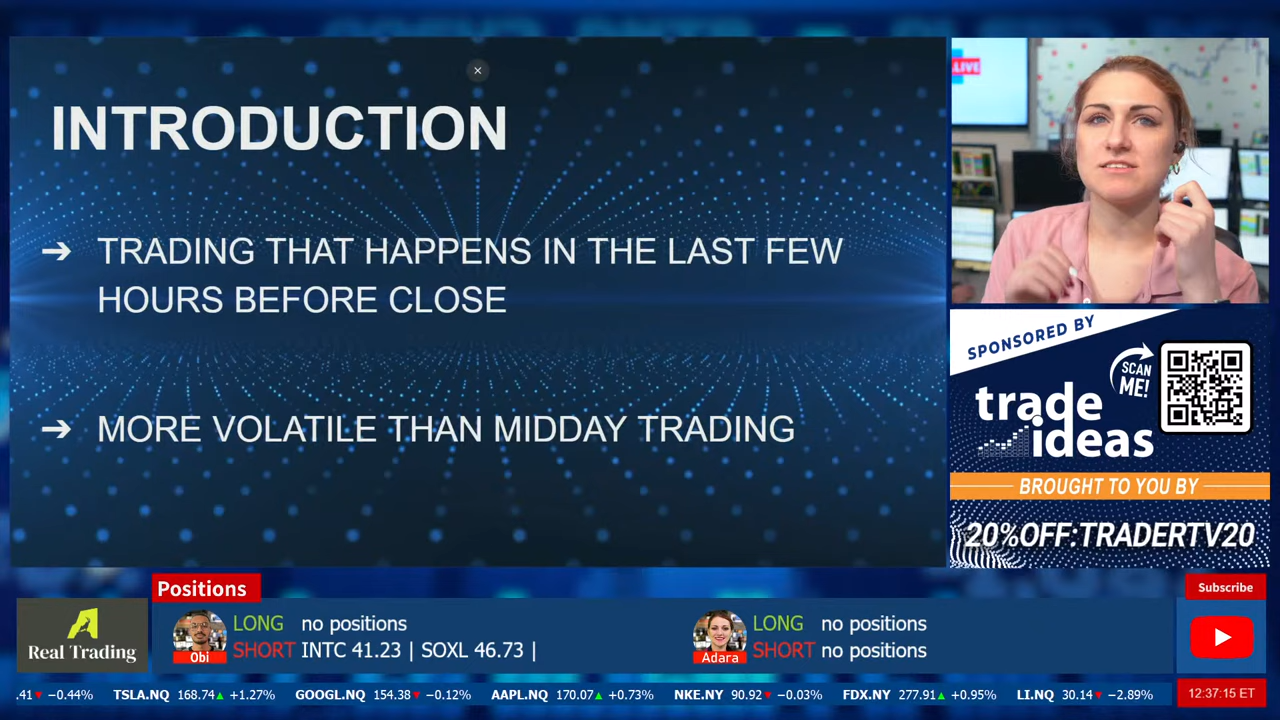 INTRODUCTION
➔ TRADING THAT HAPPENS IN THE LAST FEW
HOURS BEFORE CLOSE
➔ MORE VOLATILE THAN MIDDAY TRADING
LIVE
SPONSORED BY
SCAN
ME!
trade
ideas
BROUGHT TO YOU BY
20%OFF:TRADERTV20
Positions
Subscribe
Real Trading
Obi
LONG no positions
SHORT INTC 41.23 | SOXL 46.73 |
Adara
LONG no positions
SHORT no positions
.41▼ −0.44% TSLA.NQ 168.74▲ +1.27% GOOGL.NQ 154.38▼ −0.12% AAPL.NQ 170.07▲ +0.73% NKE.NY 90.92▼ −0.03% FDX.NY 277.91▲ +0.95% LI.NQ 30.14▼ −2.89%
12:37:15 ET